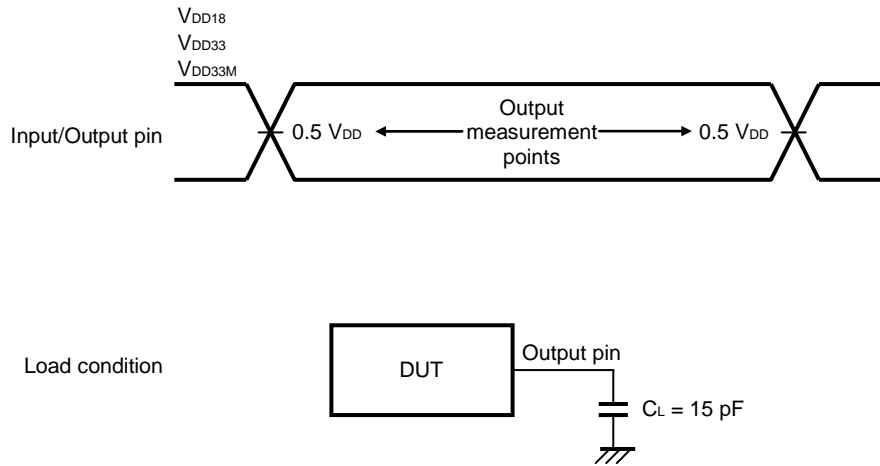 VDD18
VDD33
VDD33M
Input/Output pin
0.5 VDD
Output
measurement
points
0.5 VDD
Load condition
DUT
Output pin
CL = 15 pF